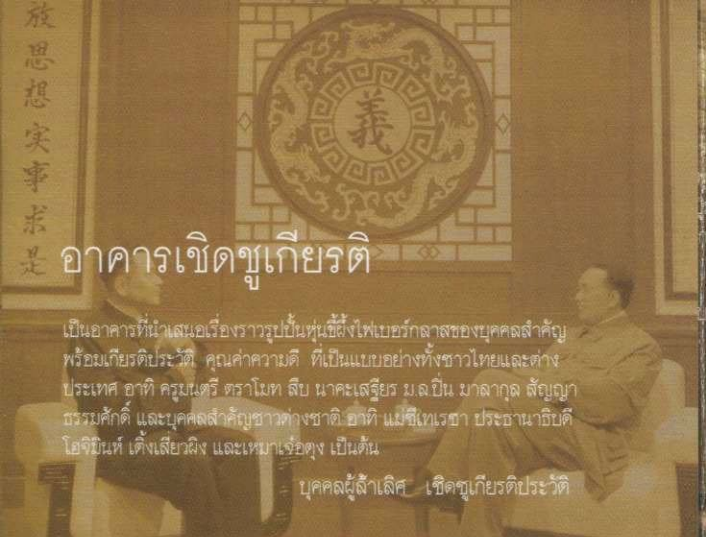 放思想实事求是
義
อาคารเชิดชูเกียรติ
เป็นอาคารที่นำเสนอเรื่องราวรูปปั้นหุ่นขี้ผึ้งไฟเบอร์กลาสของบุคคลสำคัญ
พร้อมเกียรติประวัติ คุณค่าความดี ที่เป็นแบบอย่างทั้งชาวไทยและต่าง
ประเทศ อาทิ ครูมนตรี ตราโมท สืบ นาคะเสฐียร ม.ล.ปิ่น มาลากุล สัญญา
ธรรมศักดิ์ และบุคคลสำคัญชาวต่างชาติ อาทิ แม่ชีเทเรซา ประธานาธิบดี
โฮจิมินห์ เติ้งเสี่ยวผิง และเหมาเจ๋อตุง เป็นต้น
บุคคลผู้ล้ำเลิศ เชิดชูเกียรติประวัติ